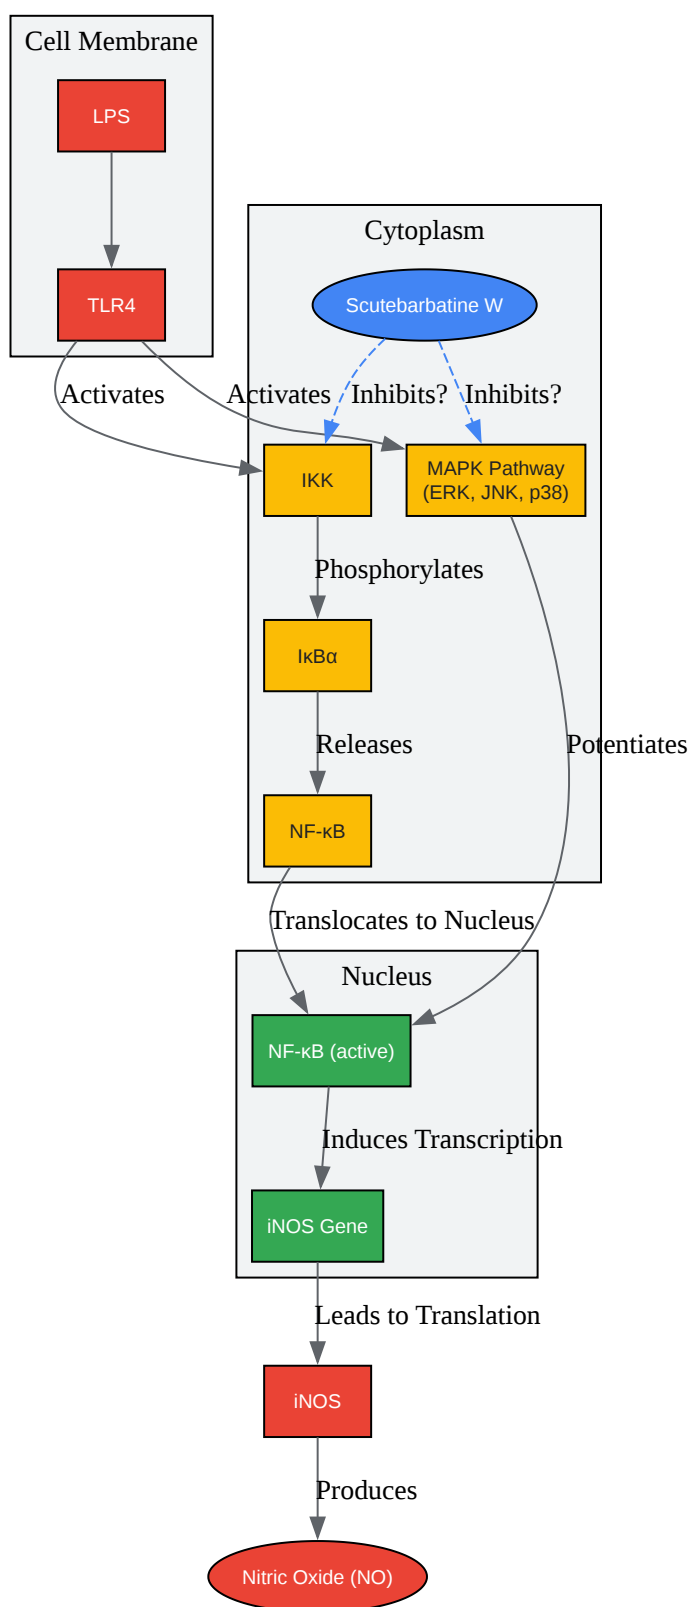 Cell Membrane
LPS
TLR4
Cytoplasm
Scutebarbatine W
Activates
Activates
Inhibits?
Inhibits?
IKK
MAPK Pathway
(ERK, JNK, p38)
Phosphorylates
IκBα
Releases
Potentiates
NF-κB
Translocates to Nucleus
Nucleus
NF-κB (active)
Induces Transcription
iNOS Gene
Leads to Translation
iNOS
Produces
Nitric Oxide (NO)